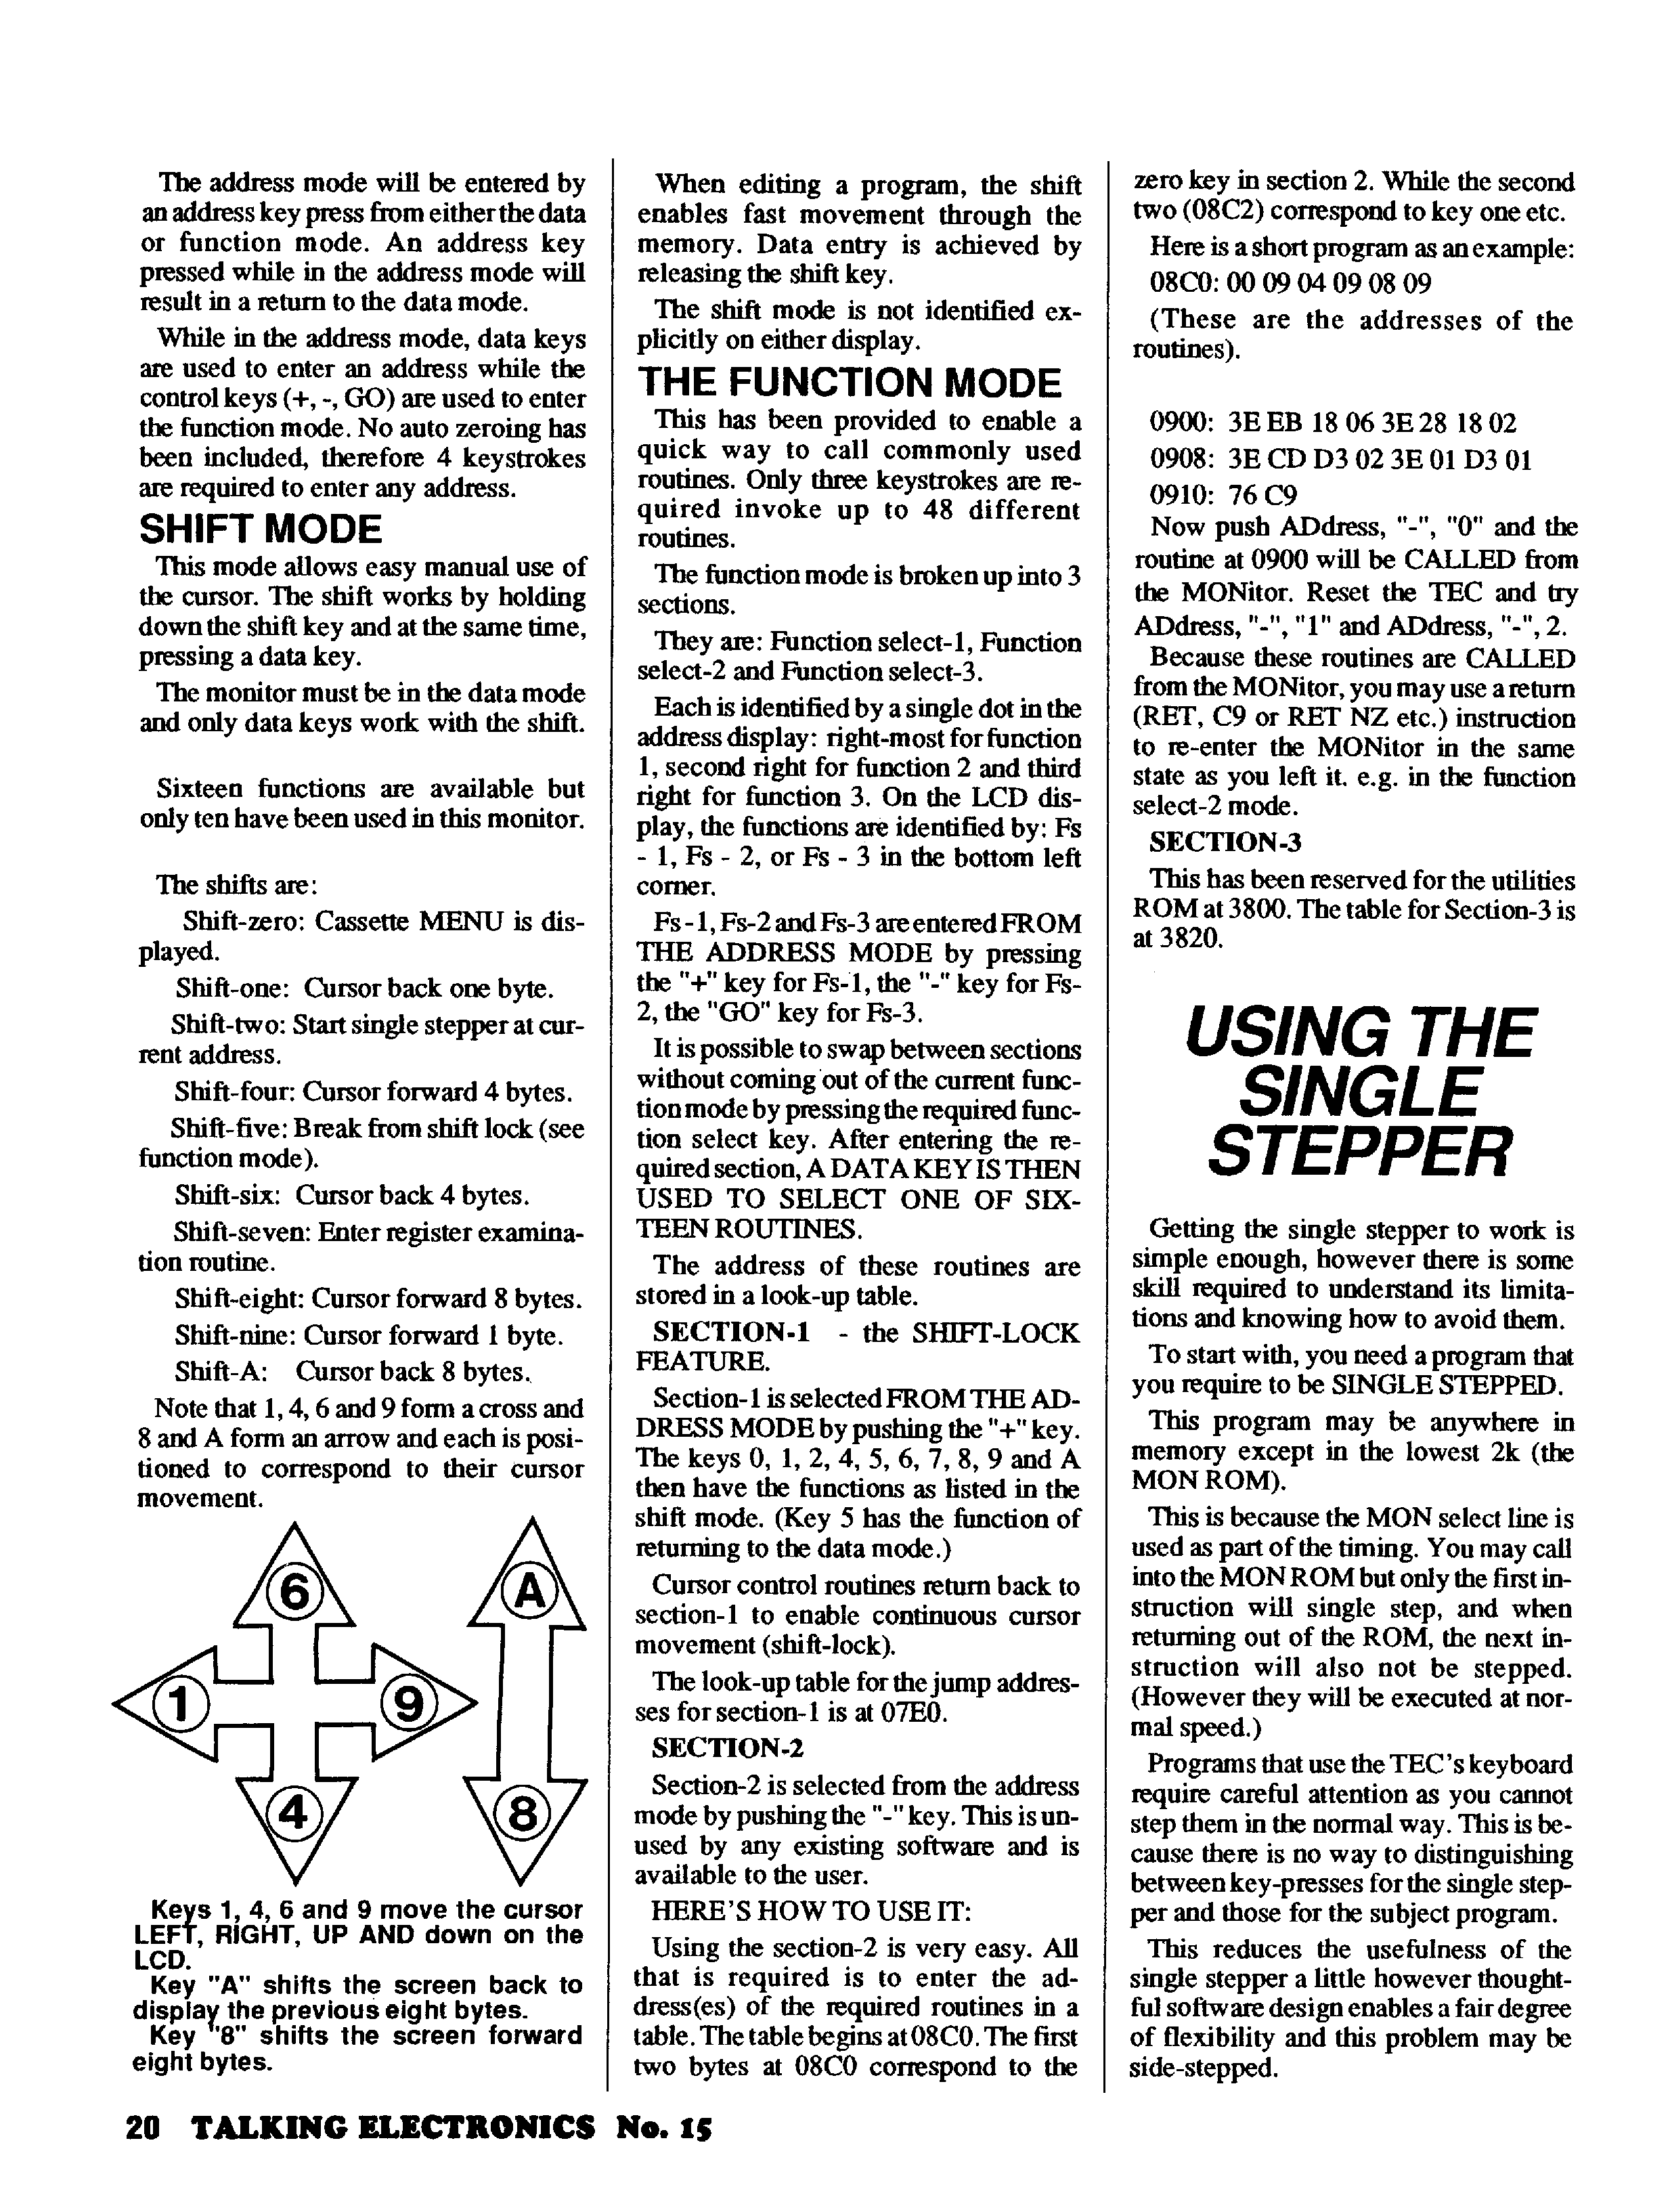 The address mode will be entered by
an address key press from either the data
or function mode. An address key
pressed while in the address mode will
result in a return to the data mode.
While in the address mode, data keys
are used to enter an address while the
control keys (+, -, GO) are used to enter
the function mode. No auto zeroing has
been included, therefore 4 keystrokes
are required to enter any address.
SHIFT MODE
This mode allows easy manual use of
the cursor. The shift works by holding
down the shift key and at the same time,
pressing a data key.
The monitor must be in the data mode
and only data keys work with the shift.
Sixteen functions are available but
only ten have been used in this monitor.
The shifts are:
Shift-zero: Cassette MENU is dis-
played.
Shift-one: Cursor back one byte.
Shift-two: Start single stepper at cur-
rent address.
Shift-four: Cursor forward 4 bytes.
Shift-five: Break from shift lock (see
function mode).
Shift-six: Cursor back 4 bytes.
Shift-seven: Enter register examina-
tion routine.
Shift-eight: Cursor forward 8 bytes.
Shift-nine: Cursor forward 1 byte.
Shift-A: Cursor back 8 bytes.
Note that 1, 4, 6 and 9 form a cross and
8 and A form an arrow and each is posi-
tioned to correspond to their cursor
movement.
6
A
1
9
4
8
Keys 1, 4, 6 and 9 move the cursor
LEFT, RIGHT, UP AND down on the
LCD.
Key "A" shifts the screen back to
display the previous eight bytes.
Key "8" shifts the screen forward
eight bytes.
When editing a program, the shift
enables fast movement through the
memory. Data entry is achieved by
releasing the shift key.
The shift mode is not identified ex-
plicitly on either display.
THE FUNCTION MODE
This has been provided to enable a
quick way to call commonly used
routines. Only three keystrokes are re-
quired invoke up to 48 different
routines.
The function mode is broken up into 3
sections.
They are: Function select-1, Function
select-2 and Function select-3.
Each is identified by a single dot in the
address display: right-most for function
1, second right for function 2 and third
right for function 3. On the LCD dis-
play, the functions are identified by: Fs
- 1, Fs - 2, or Fs - 3 in the bottom left
corner.
Fs - 1, Fs-2 and Fs-3 are entered FROM
THE ADDRESS MODE by pressing
the "+" key for Fs-1, the "-" key for Fs-
2, the "GO" key for Fs-3.
It is possible to swap between sections
without coming out of the current func-
tion mode by pressing the required func-
tion select key. After entering the re-
quired section, A DATA KEY IS THEN
USED TO SELECT ONE OF SIX-
TEEN ROUTINES.
The address of these routines are
stored in a look-up table.
SECTION-1 - the SHIFT-LOCK
FEATURE.
Section-1 is selected FROM THE AD-
DRESS MODE by pushing the "+" key.
The keys 0, 1, 2, 4, 5, 6, 7, 8, 9 and A
then have the functions as listed in the
shift mode. (Key 5 has the function of
returning to the data mode.)
Cursor control routines return back to
section-1 to enable continuous cursor
movement (shift-lock).
The look-up table for the jump addres-
ses for section-1 is at 07E0.
SECTION-2
Section-2 is selected from the address
mode by pushing the "-" key. This is un-
used by any existing software and is
available to the user.
HERE'S HOW TO USE IT:
Using the section-2 is very easy. All
that is required is to enter the ad-
dress(es) of the required routines in a
table. The table begins at 08C0. The first
two bytes at 08C0 correspond to the
zero key in section 2. While the second
two (08C2) correspond to key one etc.
Here is a short program as an example:
08C0: 00 09 04 09 08 09
(These are the addresses of the
routines).
0900: 3E EB 18 06 3E 28 18 02
0908: 3E CD D3 02 3E 01 D3 01
0910: 76 C9
Now push ADdress, "-", "0" and the
routine at 0900 will be CALLED from
the MONitor. Reset the TEC and try
ADdress, "-", "1" and ADdress, "-", 2.
Because these routines are CALLED
from the MONitor, you may use a return
(RET, C9 or RET NZ etc.) instruction
to re-enter the MONitor in the same
state as you left it. e.g. in the function
select-2 mode.
SECTION-3
This has been reserved for the utilities
ROM at 3800. The table for Section-3 is
at 3820.
USING THE
SINGLE
STEPPER
Getting the single stepper to work is
simple enough, however there is some
skill required to understand its limita-
tions and knowing how to avoid them.
To start with, you need a program that
you require to be SINGLE STEPPED.
This program may be anywhere in
memory except in the lowest 2k (the
MON ROM).
This is because the MON select line is
used as part of the timing. You may call
into the MON ROM but only the first in-
struction will single step, and when
returning out of the ROM, the next in-
struction will also not be stepped.
(However they will be executed at nor-
mal speed.)
Programs that use the TEC's keyboard
require careful attention as you cannot
step them in the normal way. This is be-
cause there is no way to distinguishing
between key-presses for the single step-
per and those for the subject program.
This reduces the usefulness of the
single stepper a little however thought-
ful software design enables a fair degree
of flexibility and this problem may be
side-stepped.
20 TALKING ELECTRONICS No. 15